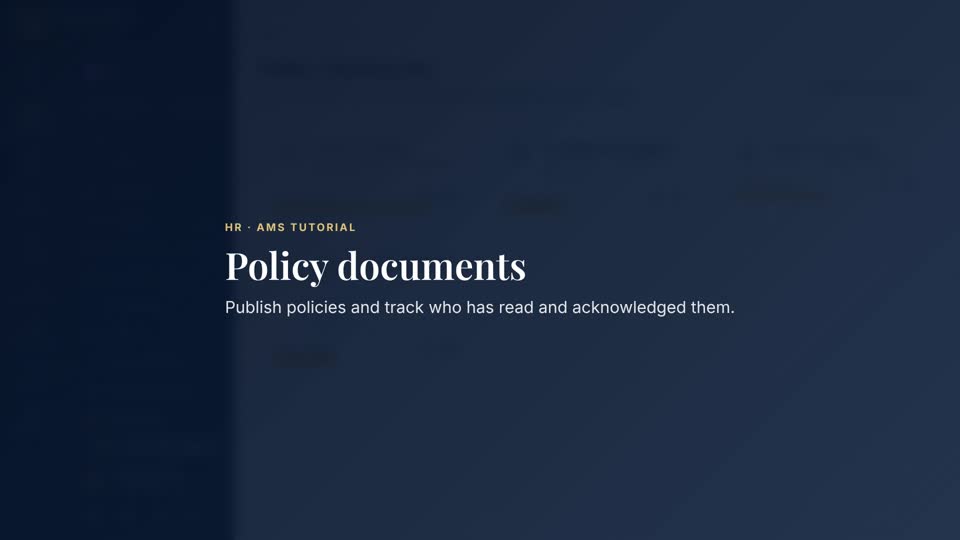 HR · AMS TUTORIAL
Policy documents
Publish policies and track who has read and acknowledged them.